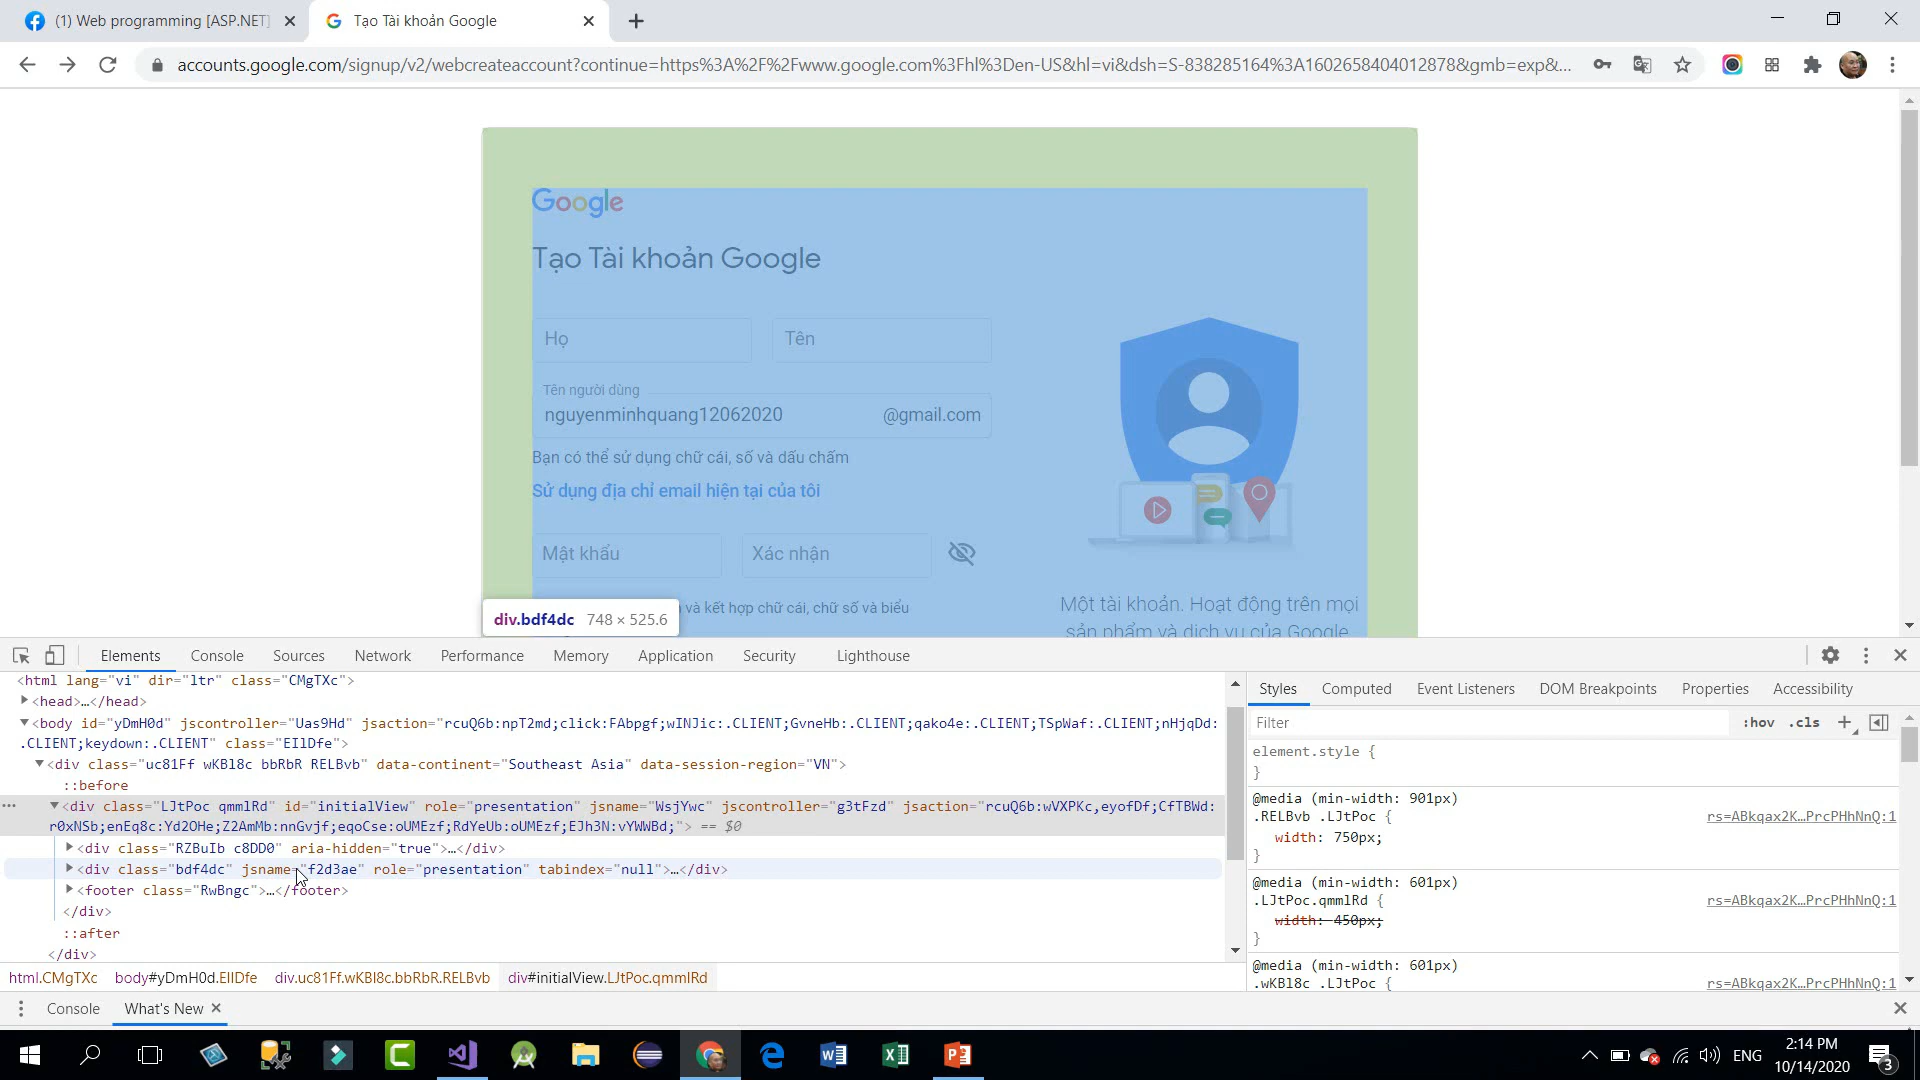 (1) Web programming [ASP.NET]
Tạo Tài khoản Google
accounts.google.com/signup/v2/webcreateaccount?continue=https%3A%2F%2Fwww.google.com%3Fhl%3Den-US&hl=vi&dsh=S-838285164%3A1602658404012878&gmb=exp&...
Google
Tạo Tài khoản Google
Họ
Tên
Tên người dùng
nguyenminhquang12062020
@gmail.com
Bạn có thể sử dụng chữ cái, số và dấu chấm
Sử dụng địa chỉ email hiện tại của tôi
Mật khẩu
Xác nhận
và kết hợp chữ cái, chữ số và biểu
Một tài khoản. Hoạt động trên mọi
sản phẩm và dịch vụ của Google
div.bdf4dc 748 × 525.6
Elements
Console
Sources
Network
Performance
Memory
Application
Security
Lighthouse
<html lang="vi" dir="ltr" class="CMgTXc">
<head>…</head>
<body id="yDmH0d" jscontroller="Uas9Hd" jsaction="rcuQ6b:npT2md;click:FAbpgf;wINJic:.CLIENT;GvneHb:.CLIENT;qako4e:.CLIENT;TSpWaf:.CLIENT;nHjqDd:
.CLIENT;keydown:.CLIENT" class="EIlDfe">
<div class="uc81Ff wKBl8c bbRbR RELBvb" data-continent="Southeast Asia" data-session-region="VN">
::before
<div class="LJtPoc qmmlRd" id="initialView" role="presentation" jsname="WsjYwc" jscontroller="g3tFzd" jsaction="rcuQ6b:wVXPKc,eyofDf;CfTBWd:
r0xNSb;enEq8c:Yd2OHe;Z2AmMb:nnGvjf;eqoCse:oUMEzf;RdYeUb:oUMEzf;EJh3N:vYWWBd;"> == $0
<div class="RZBuIb c8DD0" aria-hidden="true">…</div>
<div class="bdf4dc" jsname="f2d3ae" role="presentation" tabindex="null">…</div>
<footer class="RwBngc">…</footer>
</div>
::after
</div>
html.CMgTXc
body#yDmH0d.EIlDfe
div.uc81Ff.wKBl8c.bbRbR.RELBvb
div#initialView.LJtPoc.qmmlRd
Styles
Computed
Event Listeners
DOM Breakpoints
Properties
Accessibility
Filter
:hov
.cls
element.style {
}
@media (min-width: 901px)
.RELBvb .LJtPoc {
rs=ABkqax2K…PrcPHhNnQ:1
width: 750px;
}
@media (min-width: 601px)
.LJtPoc.qmmlRd {
rs=ABkqax2K…PrcPHhNnQ:1
width: 450px;
}
@media (min-width: 601px)
.wKBl8c .LJtPoc {
rs=ABkqax2K…PrcPHhNnQ:1
Console
What's New
ENG
2:14 PM
10/14/2020
3